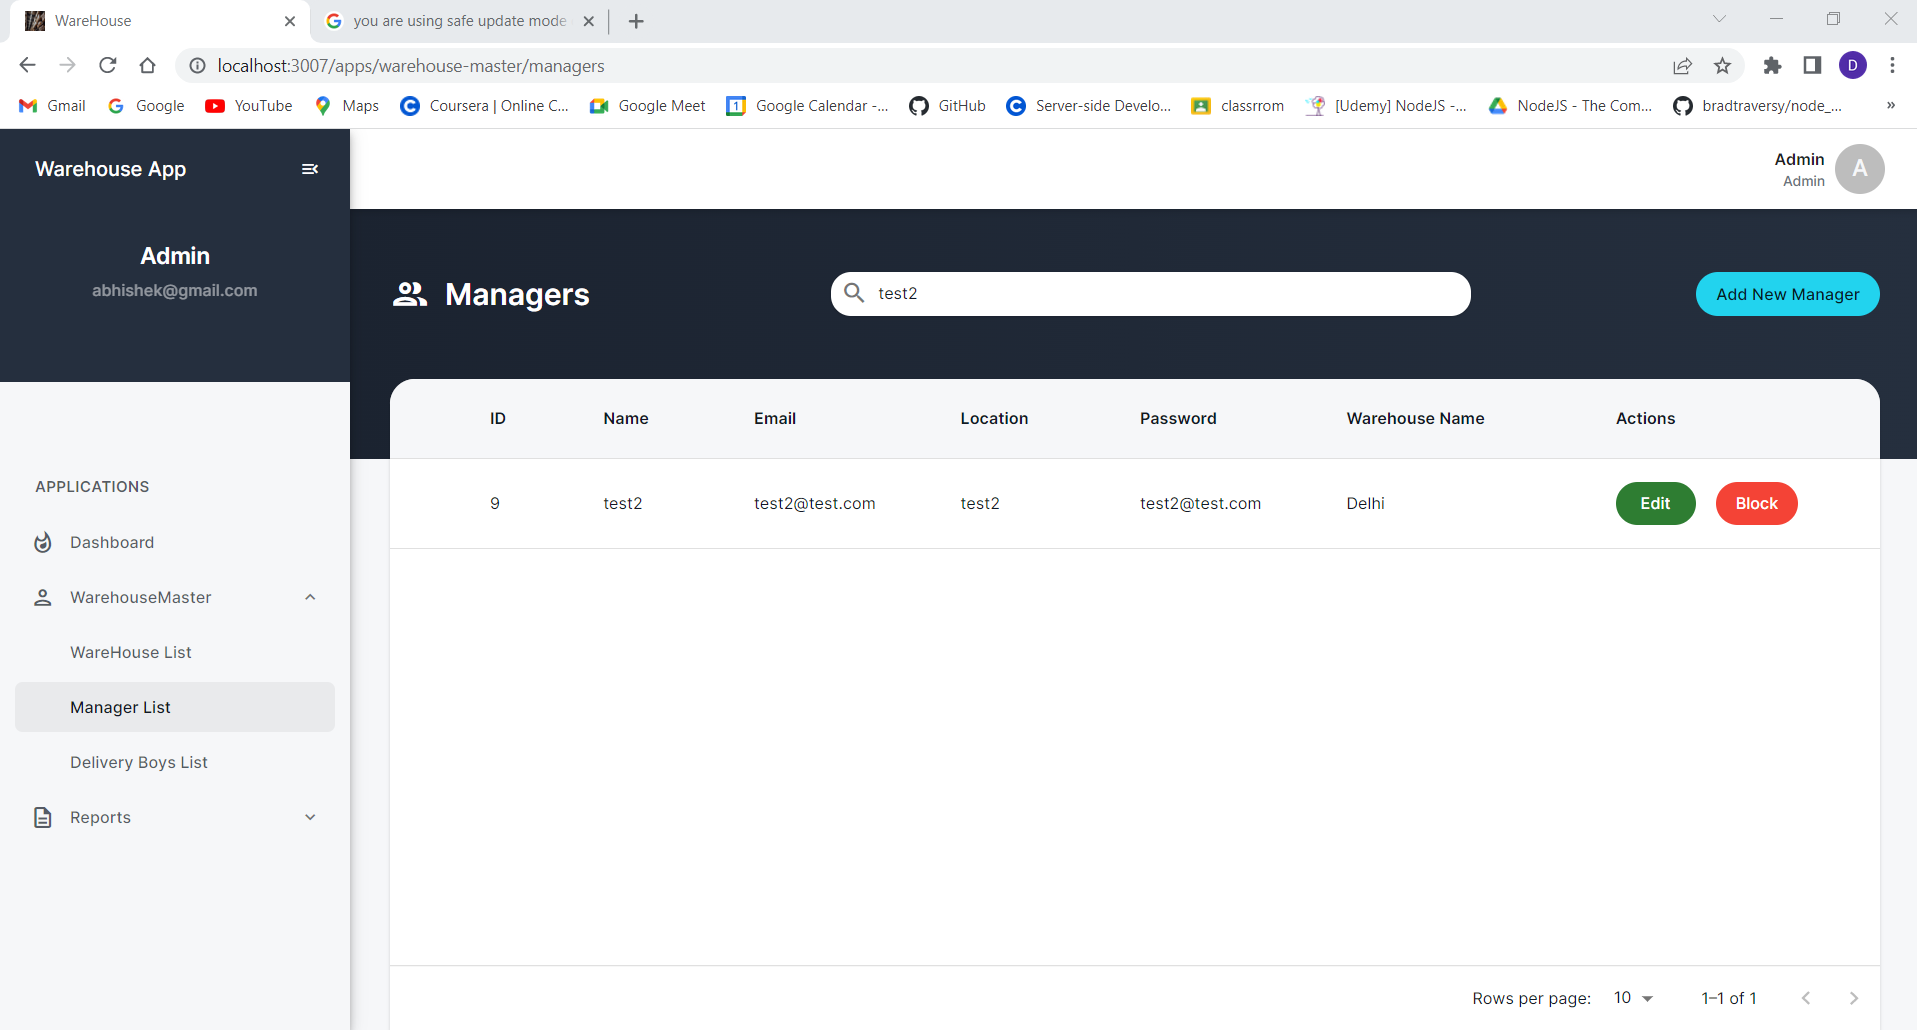 WareHouse
you are using safe update mode
localhost:3007/apps/warehouse-master/managers
D
Gmail
Google
YouTube
Maps
Coursera | Online C...
Google Meet
1
Google Calendar -...
GitHub
Server-side Develo...
classrrom
[Udemy] NodeJS -...
NodeJS - The Com...
bradtraversy/node_...
»
Warehouse App
Admin
Admin
A
Admin
abhishek@gmail.com
Managers
test2
Add New Manager
ID Name Email Location Password Warehouse Name Actions
9 test2 test2@test.com test2 test2@test.com Delhi Edit Block
APPLICATIONS
Dashboard
WarehouseMaster
WareHouse List
Manager List
Delivery Boys List
Reports
Rows per page: 10 1–1 of 1